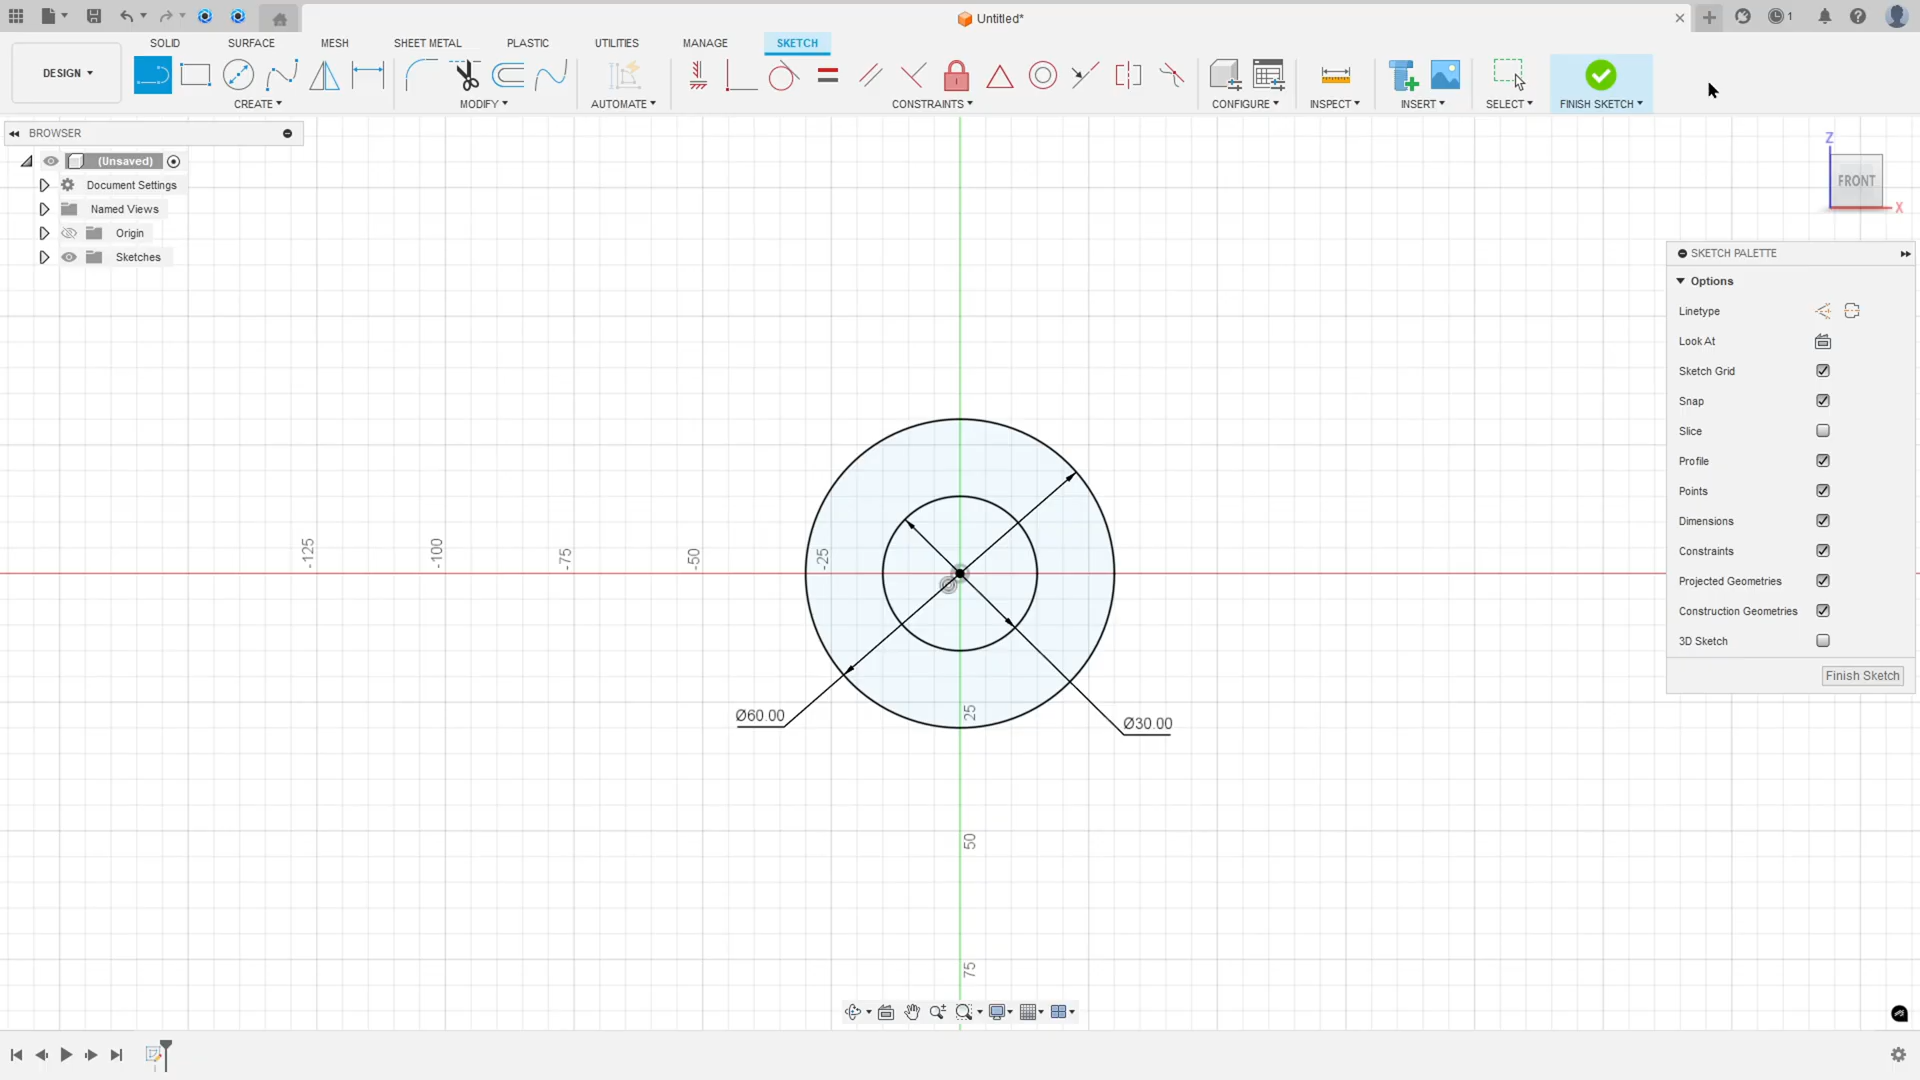 Untitled*
1
SOLID
SURFACE
MESH
SHEET METAL
PLASTIC
UTILITIES
MANAGE
SKETCH
DESIGN
CREATE
MODIFY
AUTOMATE
CONSTRAINTS
CONFIGURE
INSPECT
INSERT
SELECT
FINISH SKETCH
BROWSER
(Unsaved)
Document Settings
Named Views
Origin
Sketches
Z
FRONT
X
SKETCH PALETTE
Options
Linetype
Look At
Sketch Grid
Snap
Slice
Profile
Points
Dimensions
Constraints
Projected Geometries
Construction Geometries
3D Sketch
Finish Sketch
-125
-100
-75
-50
-25
25
50
75
Ø60.00
Ø30.00